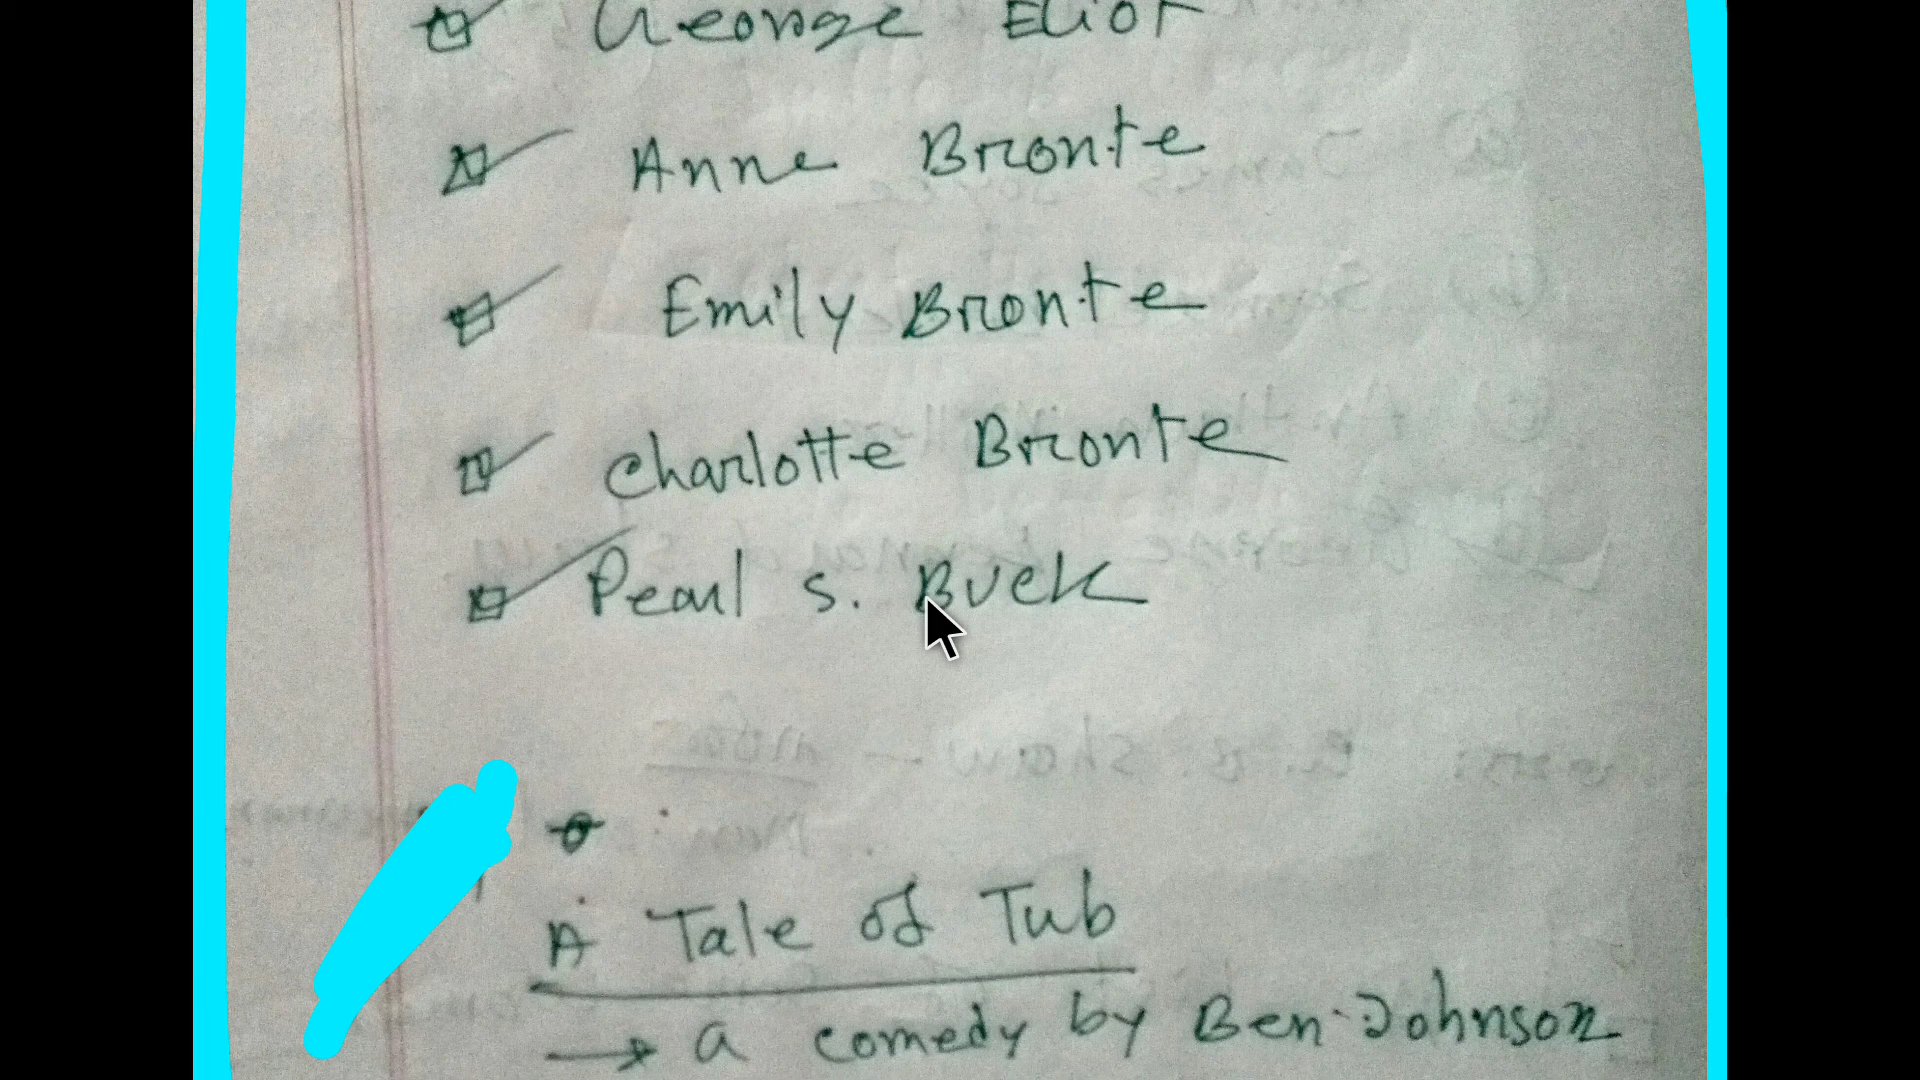 George Eliot
Anne Bronte
Emily Bronte
Charlotte Bronte
Pearl S. Buck
A Tale of Tub
→ a comedy by Ben-Johnson